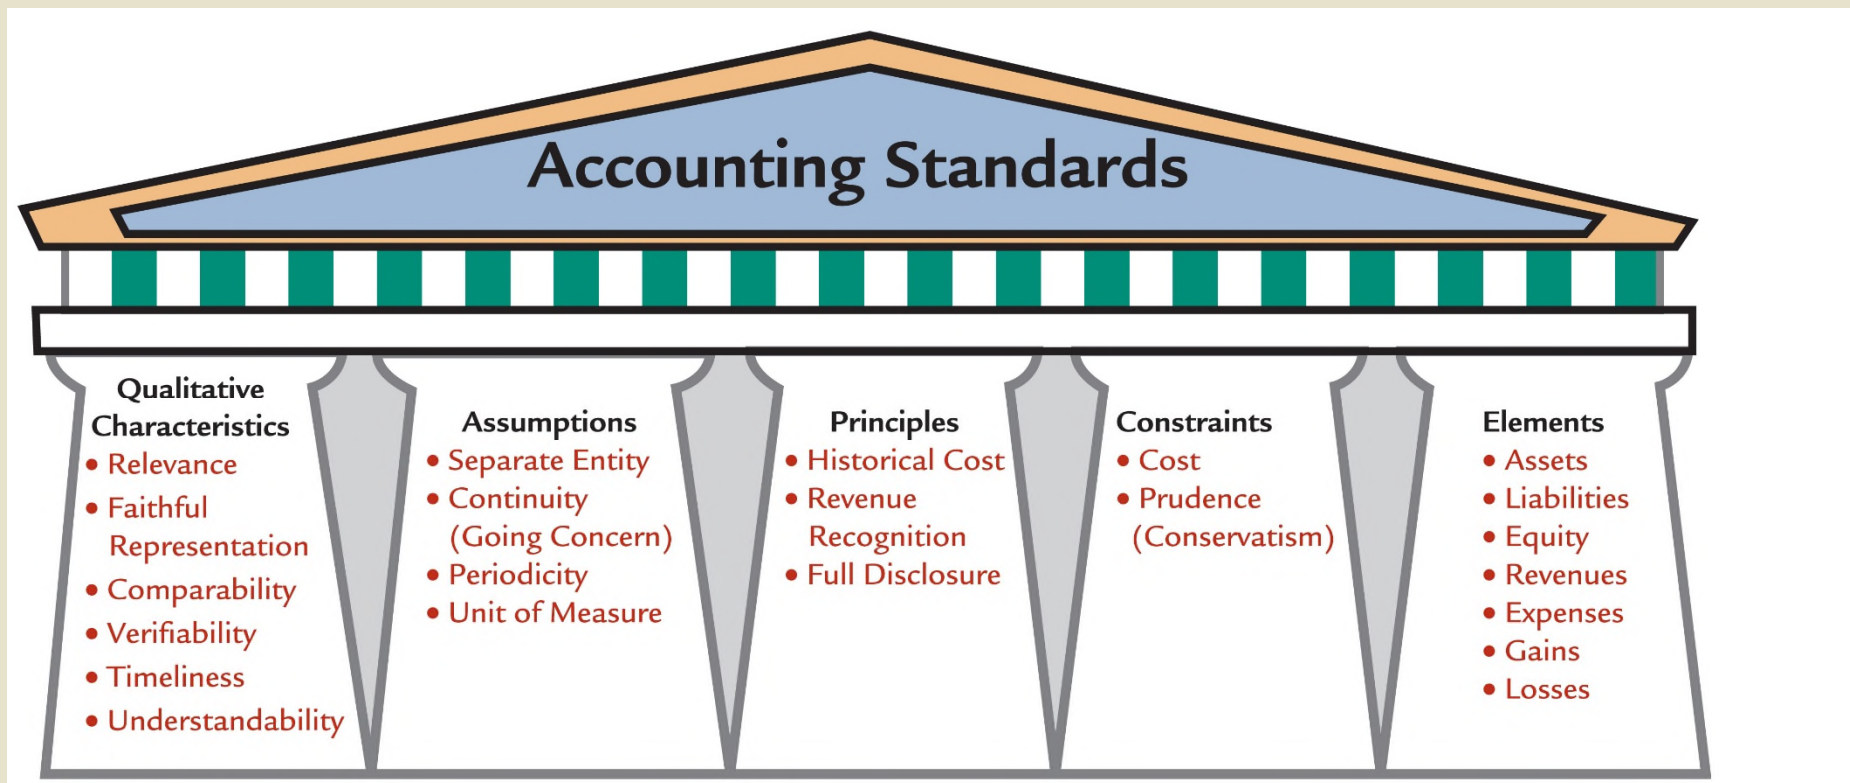 Accounting Standards
Qualitative
Characteristics
• Relevance
• Faithful
Representation
• Comparability
• Verifiability
• Timeliness
• Understandability
Assumptions
• Separate Entity
• Continuity
(Going Concern)
• Periodicity
• Unit of Measure
Principles
• Historical Cost
• Revenue
Recognition
• Full Disclosure
Constraints
• Cost
• Prudence
(Conservatism)
Elements
• Assets
• Liabilities
• Equity
• Revenues
• Expenses
• Gains
• Losses